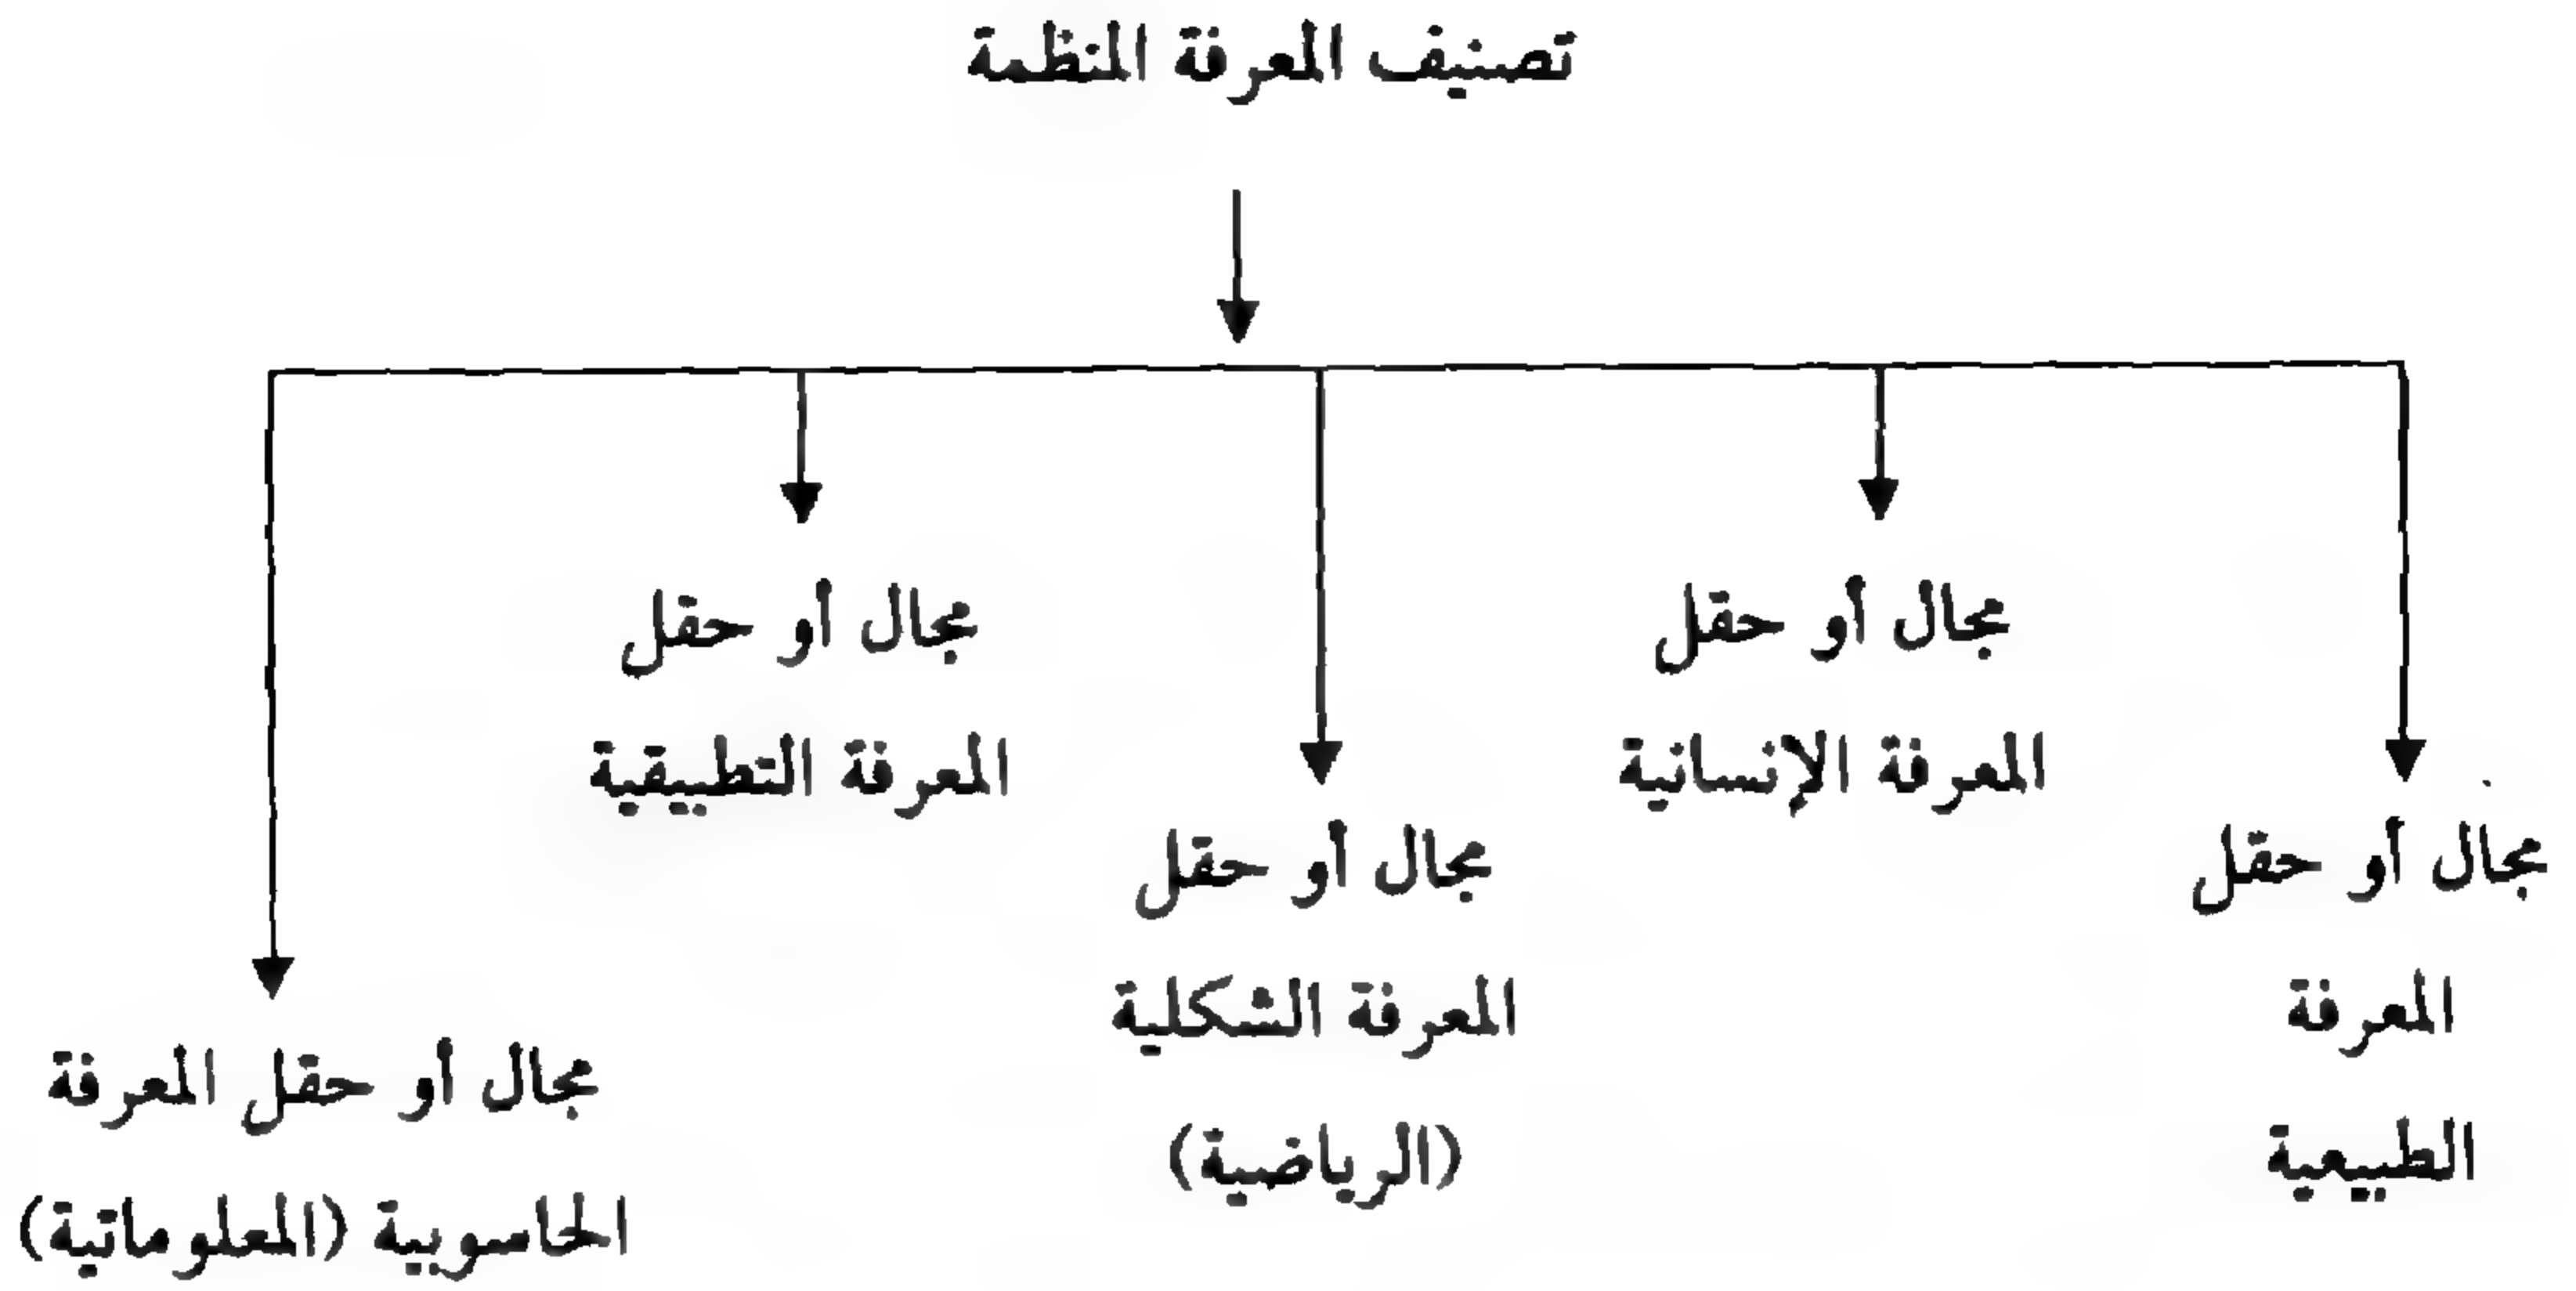 تصنيف المعرفة المنظمة
مجال أو حقل
المعرفة
الطبيعية
مجال أو حقل
المعرفة الإنسانية
مجال أو حقل
المعرفة الشكلية
(الرياضية)
مجال أو حقل
المعرفة التطبيقية
مجال أو حقل المعرفة
الحاسوبية (المعلوماتية)